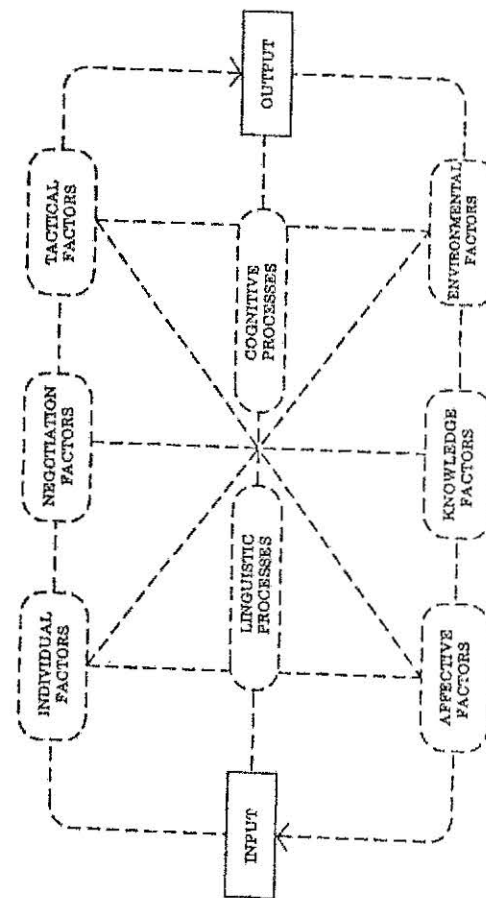 INDIVIDUAL
FACTORS
NEGOTIATION
FACTORS
TACTICAL
FACTORS
INPUT
LINGUISTIC
PROCESSES
COGNITIVE
PROCESSES
OUTPUT
AFFECTIVE
FACTORS
KNOWLEDGE
FACTORS
ENVIRONMENTAL
FACTORS